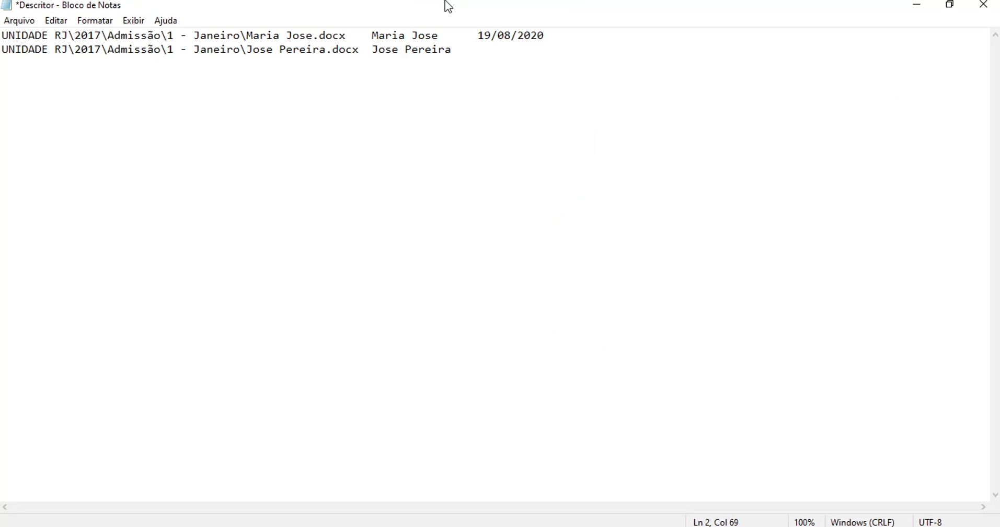 *Descritor - Bloco de Notas
Arquivo Editar Formatar Exibir Ajuda
UNIDADE RJ\2017\Admissão\1 - Janeiro\Maria Jose.docx Maria Jose 19/08/2020
UNIDADE RJ\2017\Admissão\1 - Janeiro\Jose Pereira.docx Jose Pereira
Ln 2, Col 69 100% Windows (CRLF) UTF-8